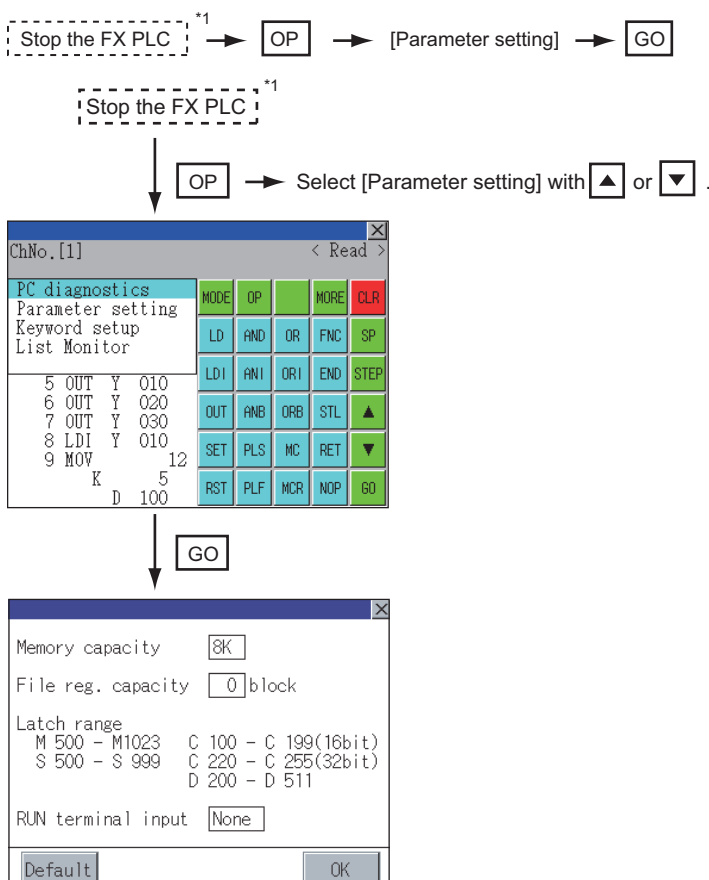 Stop the FX PLC *1 OP [Parameter setting] GO
Stop the FX PLC *1
OP Select [Parameter setting] with ▲ or ▼ .
ChNo.[1] < Read >
PC diagnostics
Parameter setting
Keyword setup
List Monitor
5 OUT Y 010
6 OUT Y 020
7 OUT Y 030
8 LDI Y 010
9 MOV 12
K 5
D 100
MODE OP MORE CLR
LD AND OR FNC SP
LDI ANI ORI END STEP
OUT ANB ORB STL ▲
SET PLS MC RET ▼
RST PLF MCR NOP GO
GO
Memory capacity 8K
File reg. capacity 0 block
Latch range
M 500 - M1023 C 100 - C 199(16bit)
S 500 - S 999 C 220 - C 255(32bit)
D 200 - D 511
RUN terminal input None
Default OK